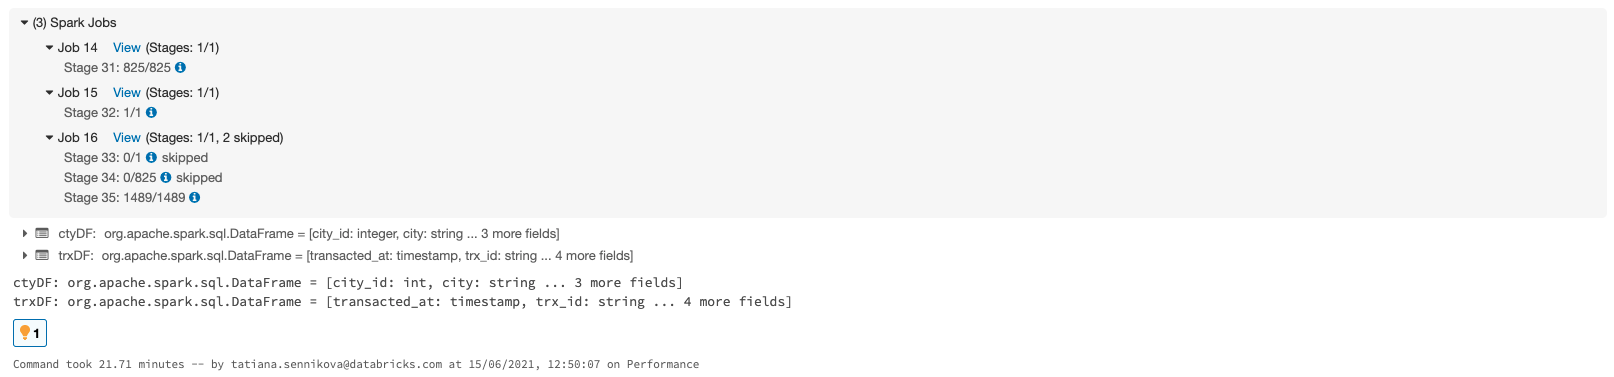 (3) Spark Jobs
Job 14 View (Stages: 1/1)
Stage 31: 825/825
Job 15 View (Stages: 1/1)
Stage 32: 1/1
Job 16 View (Stages: 1/1, 2 skipped)
Stage 33: 0/1 skipped
Stage 34: 0/825 skipped
Stage 35: 1489/1489
ctyDF: org.apache.spark.sql.DataFrame = [city_id: integer, city: string ... 3 more fields]
trxDF: org.apache.spark.sql.DataFrame = [transacted_at: timestamp, trx_id: string ... 4 more fields]
ctyDF: org.apache.spark.sql.DataFrame = [city_id: int, city: string ... 3 more fields]
trxDF: org.apache.spark.sql.DataFrame = [transacted_at: timestamp, trx_id: string ... 4 more fields]
1
Command took 21.71 minutes -- by tatiana.sennikova@databricks.com at 15/06/2021, 12:50:07 on Performance